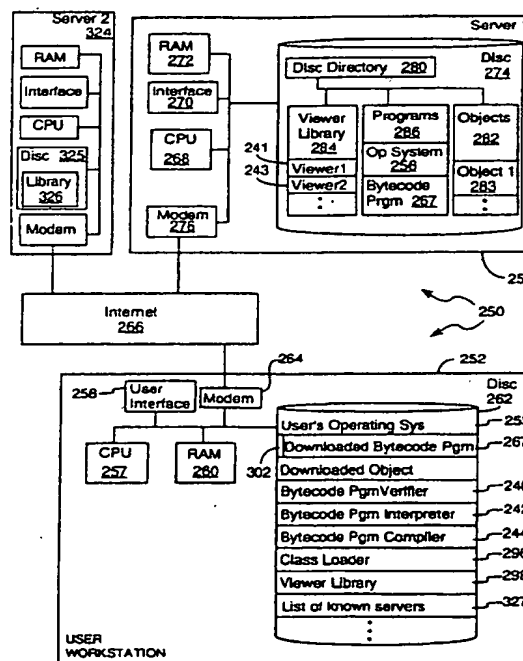 Server 2
324
RAM
Interface
CPU
Disc 325
Library
326
Modem
Server
RAM
272
Interface
270
CPU
268
Modem
276
Disc
274
Disc Directory 280
Viewer
Library
284
241
Viewer1
243
Viewer2
Programs
286
Op System
256
Bytecode
Prgm 267
Objects
282
Object 1
283
25
250
Internet
266
252
264
258
User
Interface
Modem
Disc
262
CPU
257
RAM
260
302
User's Operating Sys
Downloaded Bytecode Pgm
267
Downloaded Object
Bytecode PgmVerifier
Bytecode Pgm Interpreter
242
Bytecode Pgm Compiler
244
Class Loader
296
Viewer Library
298
List of known servers
327
USER
WORKSTATION